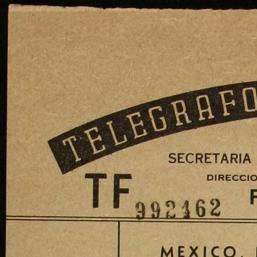 TELEGRAFO
SECRETARIA
DIRECCIO
TF 992462 F
MEXICO,